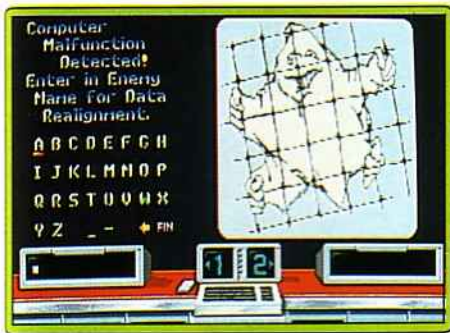 Computer
Malfunction
Detected!
Enter in Enemy
Name for Data
Realignment.
A B C D E F G H
I J K L M N O P
Q R S T U V W X
Y Z _ - ← FIN
1 2